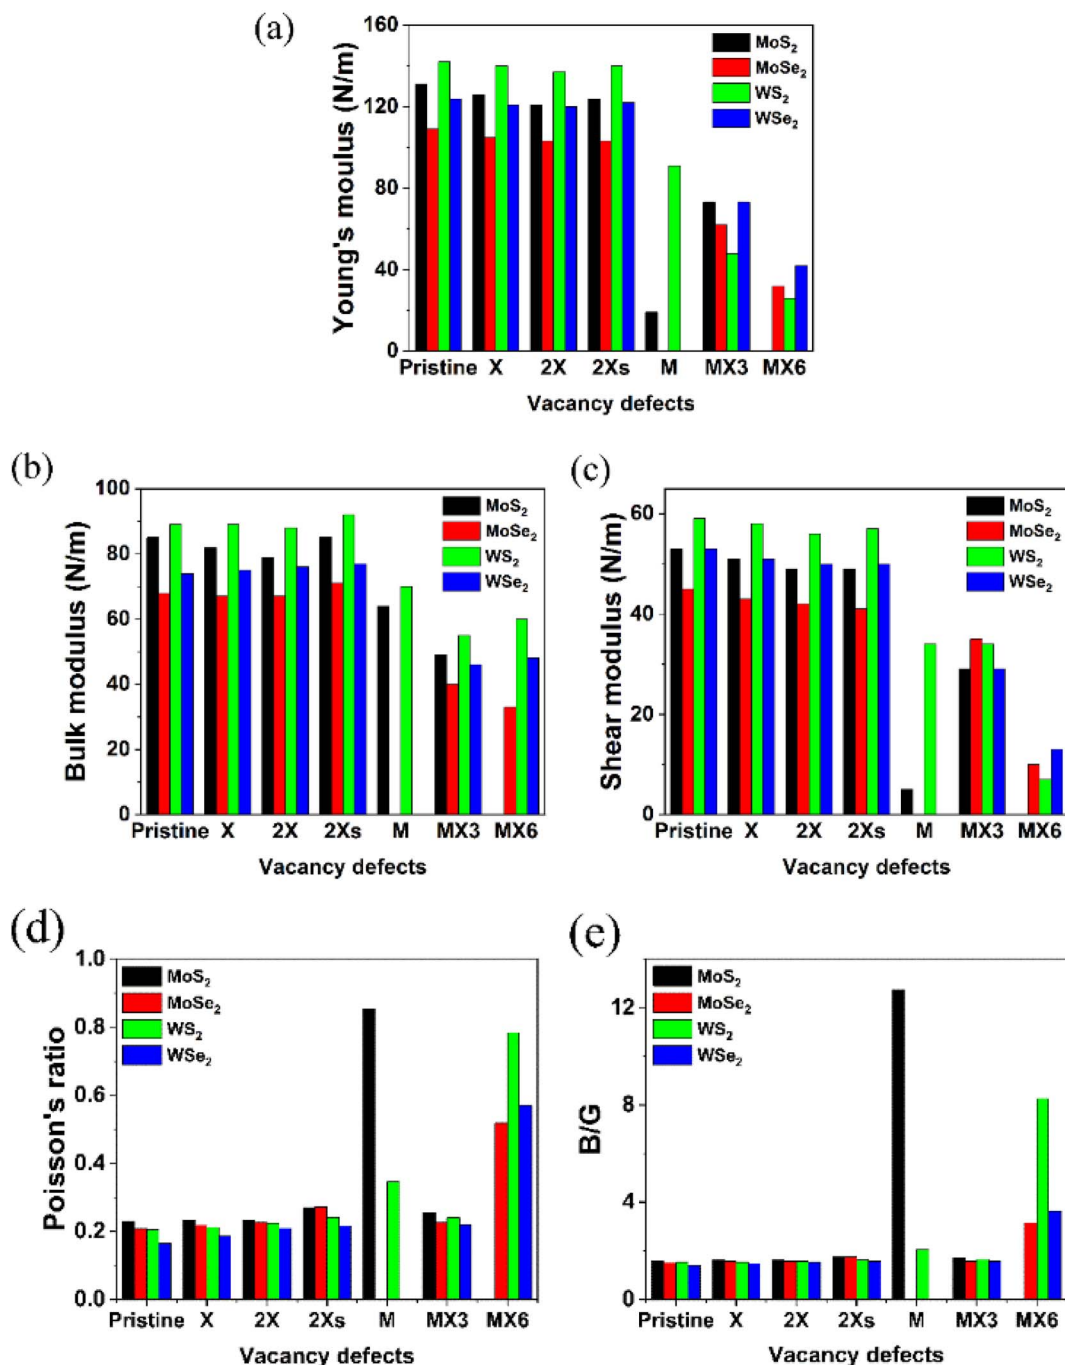 (a)
160
120
80
40
0
Young's moulus (N/m)
MoS₂
MoSe₂
WS₂
WSe₂
Pristine X 2X 2Xs M MX3 MX6
Vacancy defects
(b)
100
80
60
40
20
0
Bulk modulus (N/m)
MoS₂
MoSe₂
WS₂
WSe₂
Pristine X 2X 2Xs M MX3 MX6
Vacancy defects
(c)
60
40
20
0
Shear modulus (N/m)
MoS₂
MoSe₂
WS₂
WSe₂
Pristine X 2X 2Xs M MX3 MX6
Vacancy defects
(d)
1.0
0.8
0.6
0.4
0.2
0.0
Poisson's ratio
MoS₂
MoSe₂
WS₂
WSe₂
Pristine X 2X 2Xs M MX3 MX6
Vacancy defects
(e)
12
8
4
0
B/G
MoS₂
MoSe₂
WS₂
WSe₂
Pristine X 2X 2Xs M MX3 MX6
Vacancy defects